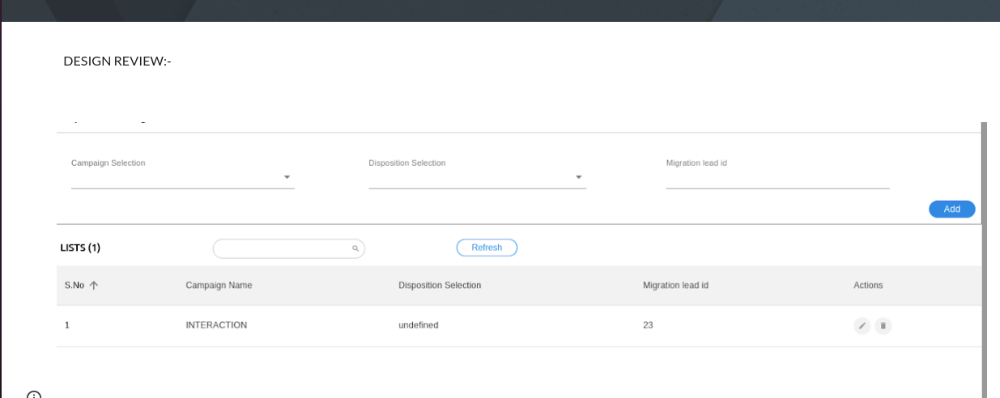 DESIGN REVIEW:-
Campaign Selection Disposition Selection Migration lead id
Add
LISTS (1) Refresh
S.No Campaign Name Disposition Selection Migration lead id Actions
1 INTERACTION undefined 23